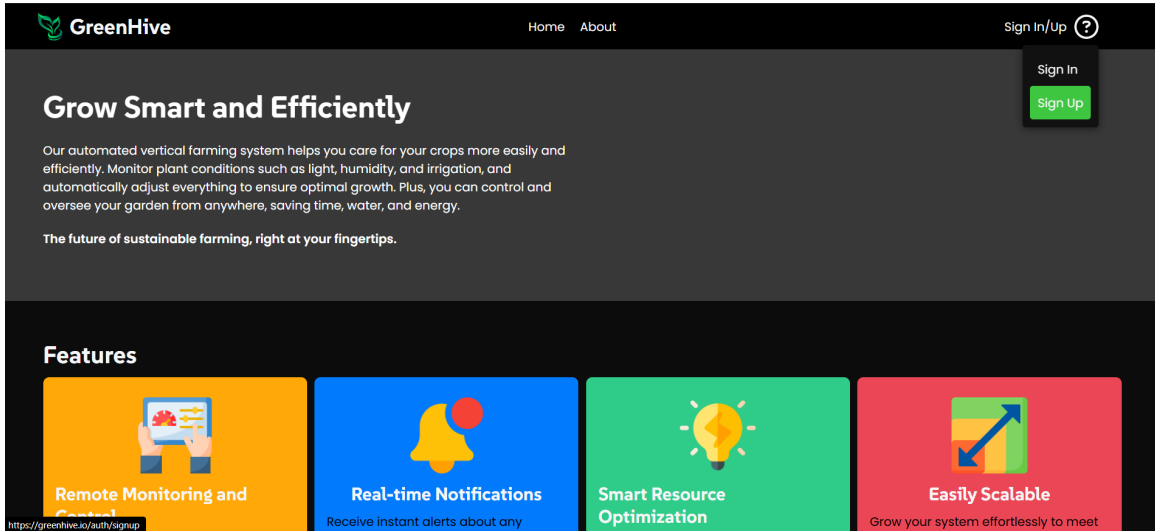 GreenHive
Home About
Sign In/Up ?
Sign In
Sign Up
Grow Smart and Efficiently
Our automated vertical farming system helps you care for your crops more easily and
efficiently. Monitor plant conditions such as light, humidity, and irrigation, and
automatically adjust everything to ensure optimal growth. Plus, you can control and
oversee your garden from anywhere, saving time, water, and energy.
The future of sustainable farming, right at your fingertips.
Features
Remote Monitoring and
Control
Real-time Notifications
Receive instant alerts about any
Smart Resource
Optimization
Easily Scalable
Grow your system effortlessly to meet
https://greenhive.io/auth/signup